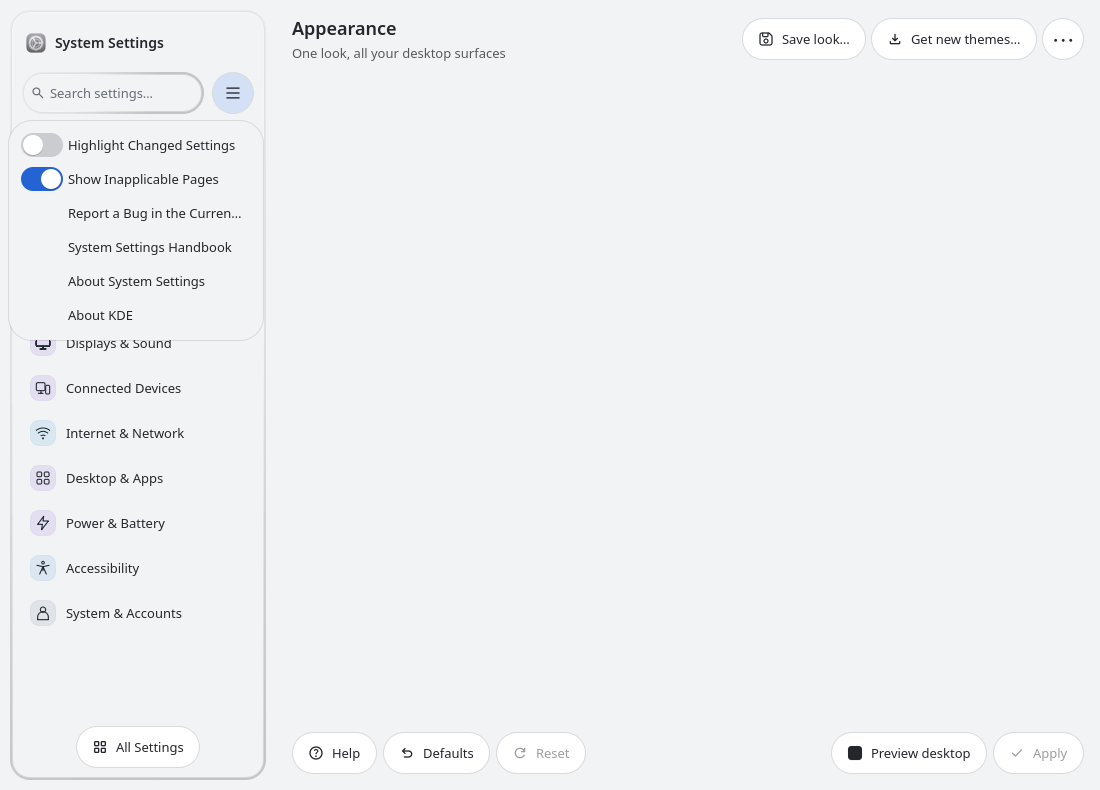 System Settings
Search settings...
Highlight Changed Settings
Show Inapplicable Pages
Report a Bug in the Curren...
System Settings Handbook
About System Settings
About KDE
Displays & Sound
Connected Devices
Internet & Network
Desktop & Apps
Power & Battery
Accessibility
System & Accounts
All Settings
Appearance
One look, all your desktop surfaces
Save look...
Get new themes...
Help
Defaults
Reset
Preview desktop
Apply